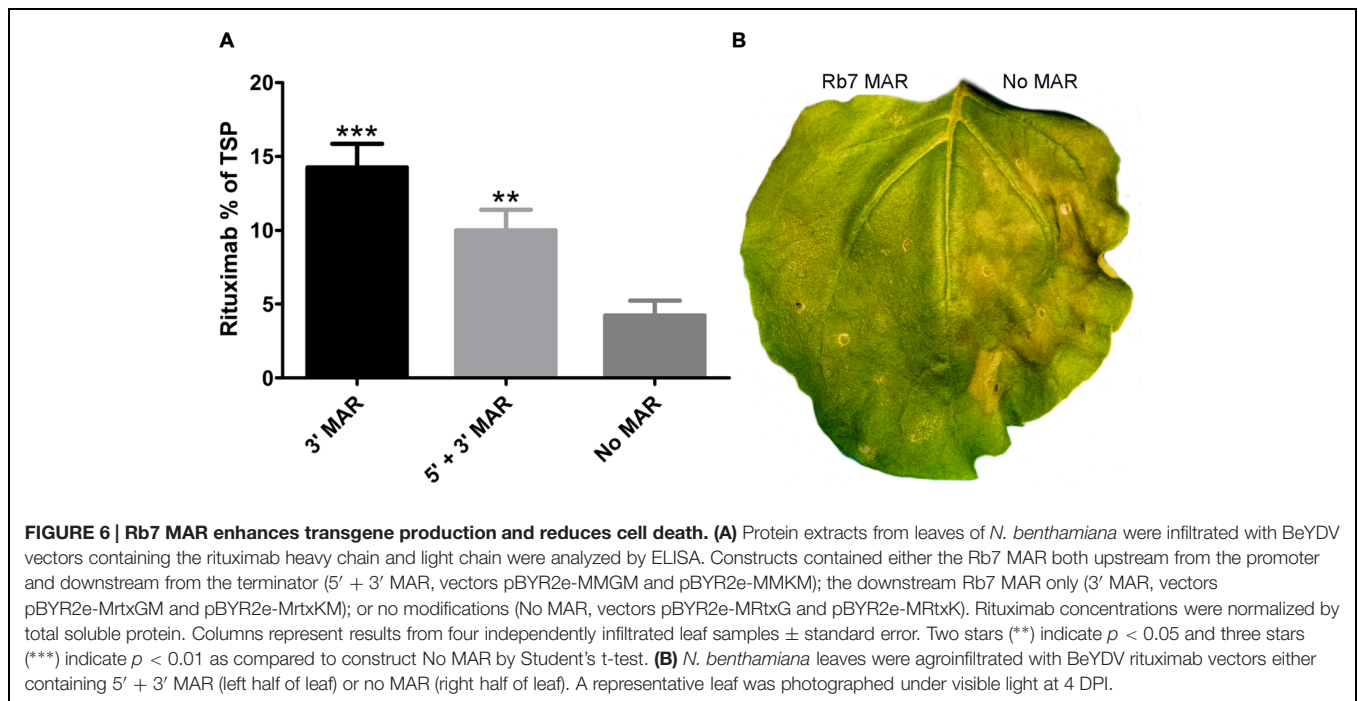 A
B
20
15
10
5
0
Rituximab % of TSP
***
**
3' MAR
5' + 3' MAR
No MAR
Rb7 MAR
No MAR
FIGURE 6 | Rb7 MAR enhances transgene production and reduces cell death. (A) Protein extracts from leaves of N. benthamiana were infiltrated with BeYDV
vectors containing the rituximab heavy chain and light chain were analyzed by ELISA. Constructs contained either the Rb7 MAR both upstream from the promoter
and downstream from the terminator (5′ + 3′ MAR, vectors pBYR2e-MMGM and pBYR2e-MMKM); the downstream Rb7 MAR only (3′ MAR, vectors
pBYR2e-MrtxGM and pBYR2e-MrtxKM); or no modifications (No MAR, vectors pBYR2e-MRtxG and pBYR2e-MRtxK). Rituximab concentrations were normalized by
total soluble protein. Columns represent results from four independently infiltrated leaf samples ± standard error. Two stars (**) indicate p < 0.05 and three stars
(***) indicate p < 0.01 as compared to construct No MAR by Student's t-test. (B) N. benthamiana leaves were agroinfiltrated with BeYDV rituximab vectors either
containing 5′ + 3′ MAR (left half of leaf) or no MAR (right half of leaf). A representative leaf was photographed under visible light at 4 DPI.